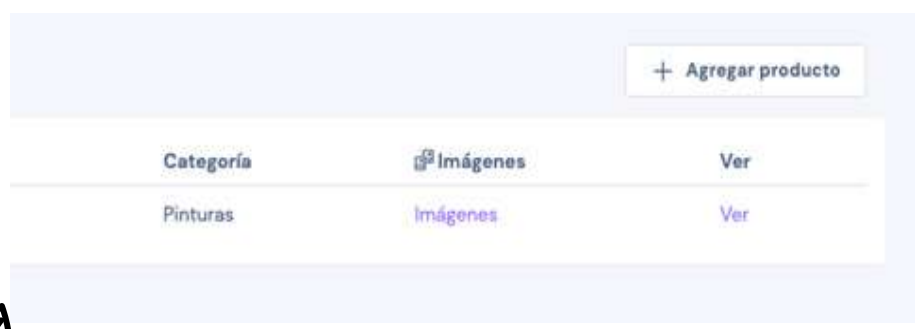 + Agregar producto
Categoría Imágenes Ver
Pinturas Imágenes Ver